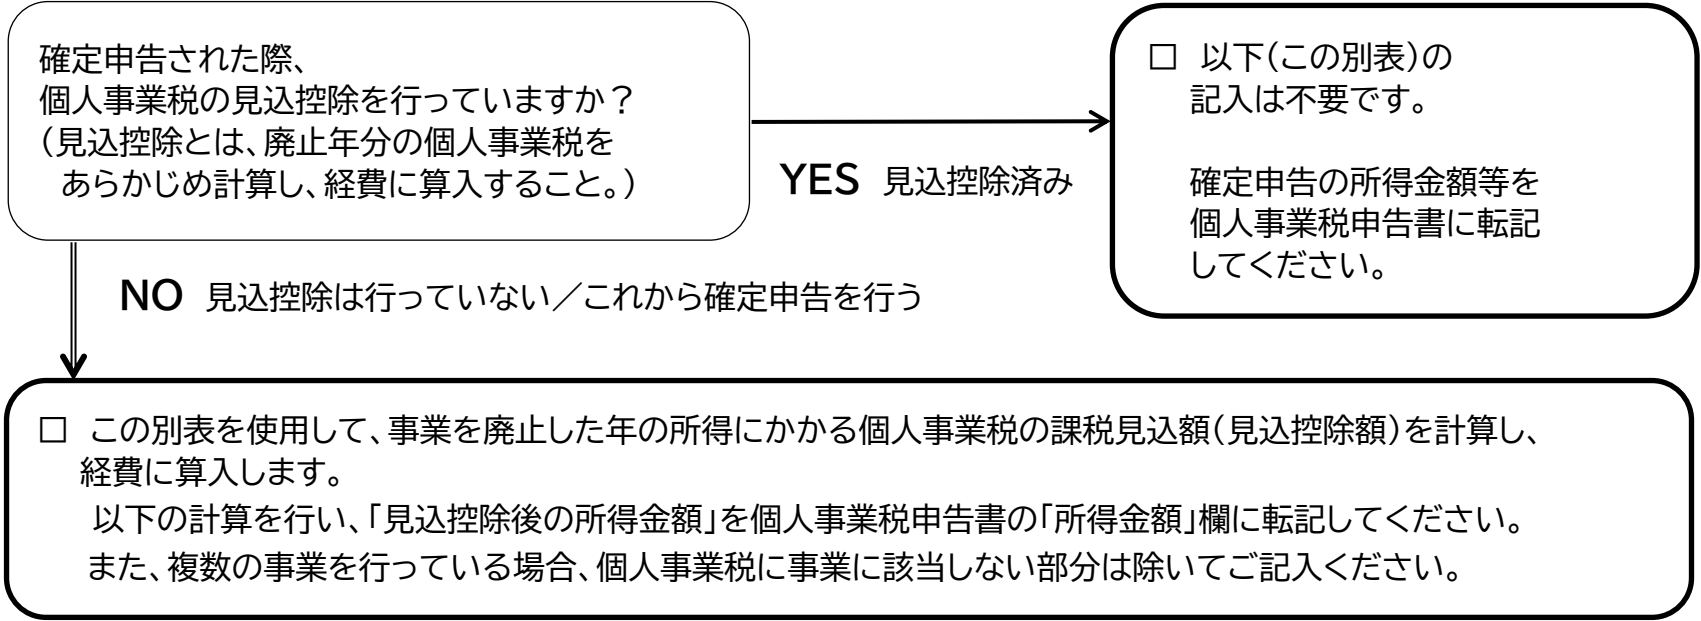 確定申告された際、
個人事業税の見込控除を行っていますか？
（見込控除とは、廃止年分の個人事業税を
あらかじめ計算し、経費に算入すること。）
YES 見込控除済み
□ 以下（この別表）の
記入は不要です。
確定申告の所得金額等を
個人事業税申告書に転記
してください。
NO 見込控除は行っていない／これから確定申告を行う
□ この別表を使用して、事業を廃止した年の所得にかかる個人事業税の課税見込額（見込控除額）を計算し、
経費に算入します。
以下の計算を行い、「見込控除後の所得金額」を個人事業税申告書の「所得金額」欄に転記してください。
また、複数の事業を行っている場合、個人事業税に事業に該当しない部分は除いてご記入ください。